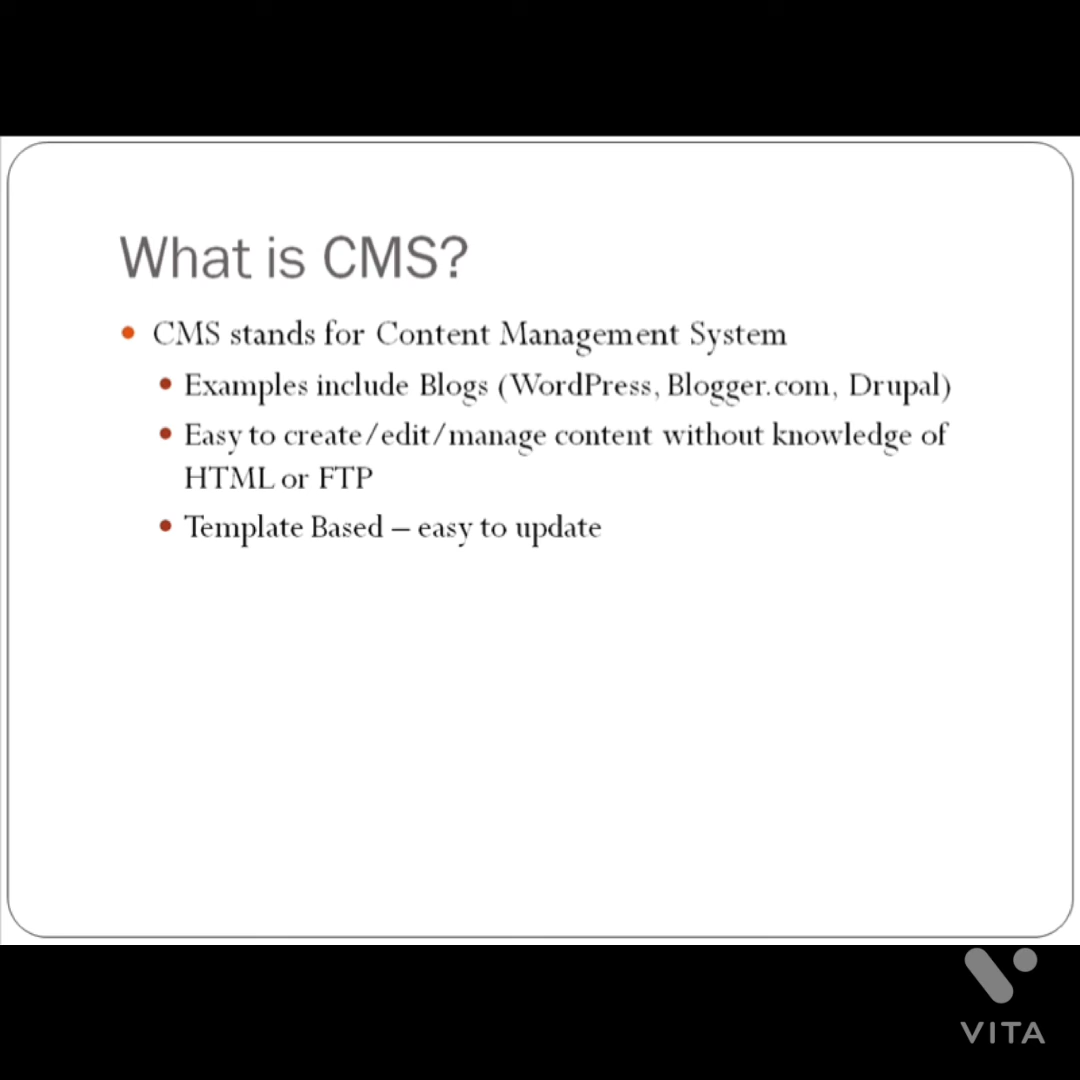 What is CMS?
CMS stands for Content Management System
Examples include Blogs (WordPress, Blogger.com, Drupal)
Easy to create/edit/manage content without knowledge of
HTML or FTP
Template Based – easy to update
VITA